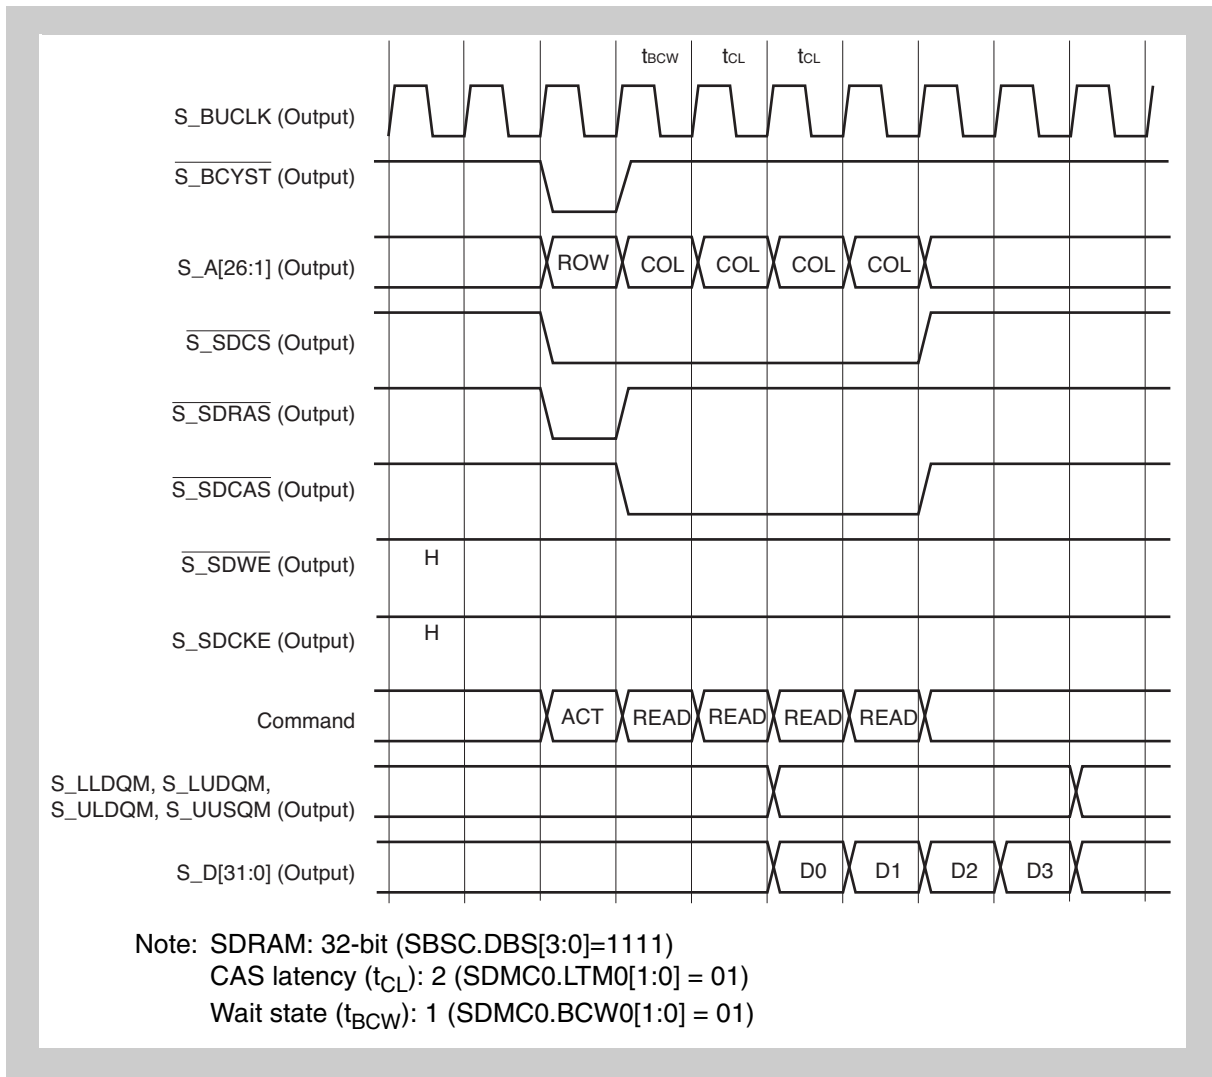 tBCW tCL tCL
S_BUCLK (Output)
S_BCYST (Output)
S_A[26:1] (Output) ROW COL COL COL COL
S_SDCS (Output)
S_SDRAS (Output)
S_SDCAS (Output)
S_SDWE (Output) H
S_SDCKE (Output) H
Command ACT READ READ READ READ
S_LLDQM, S_LUDQM,
S_ULDQM, S_UUSQM (Output)
S_D[31:0] (Output) D0 D1 D2 D3
Note: SDRAM: 32-bit (SBSC.DBS[3:0]=1111)
CAS latency (tCL): 2 (SDMC0.LTM0[1:0] = 01)
Wait state (tBCW): 1 (SDMC0.BCW0[1:0] = 01)